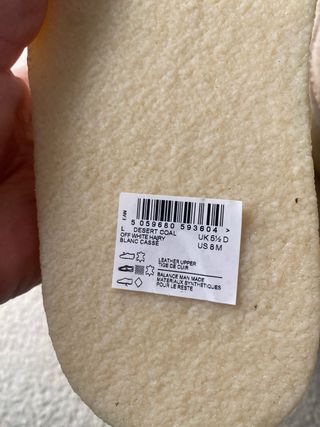 EAN
5 059680 593604 >
L DESERT COAL
OFF WHITE HAIRY
BLANC CASSE
UK 5½ D
US 8 M
LEATHER UPPER
TIGE DE CUIR
BALANCE MAN MADE
MATERIAUX SYNTHETIQUES
POUR LE RESTE